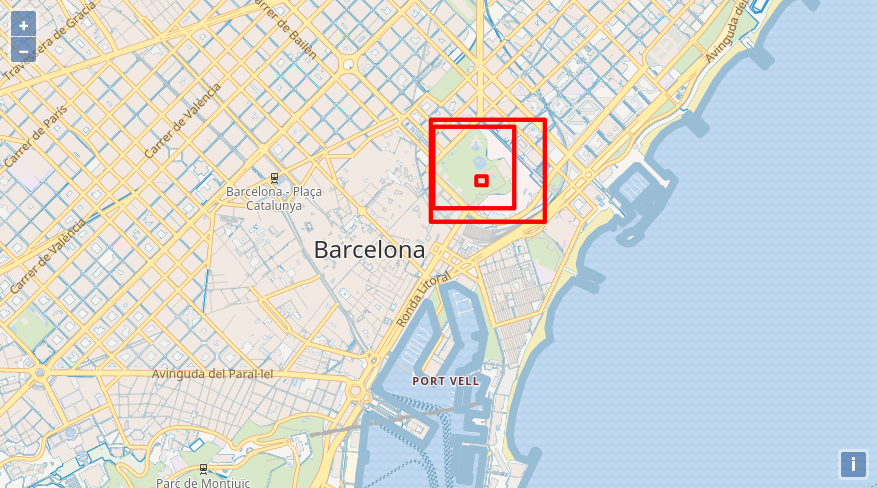 +
−
Travessera de Gràcia
Carrer de Bailèn
Avinguda del
Carrer de París
Carrer de València
Barcelona - Plaça
Catalunya
Carrer de València
Barcelona
Ronda Litoral
Avinguda del Paral·lel
PORT VELL
Parc de Montjuïc
i